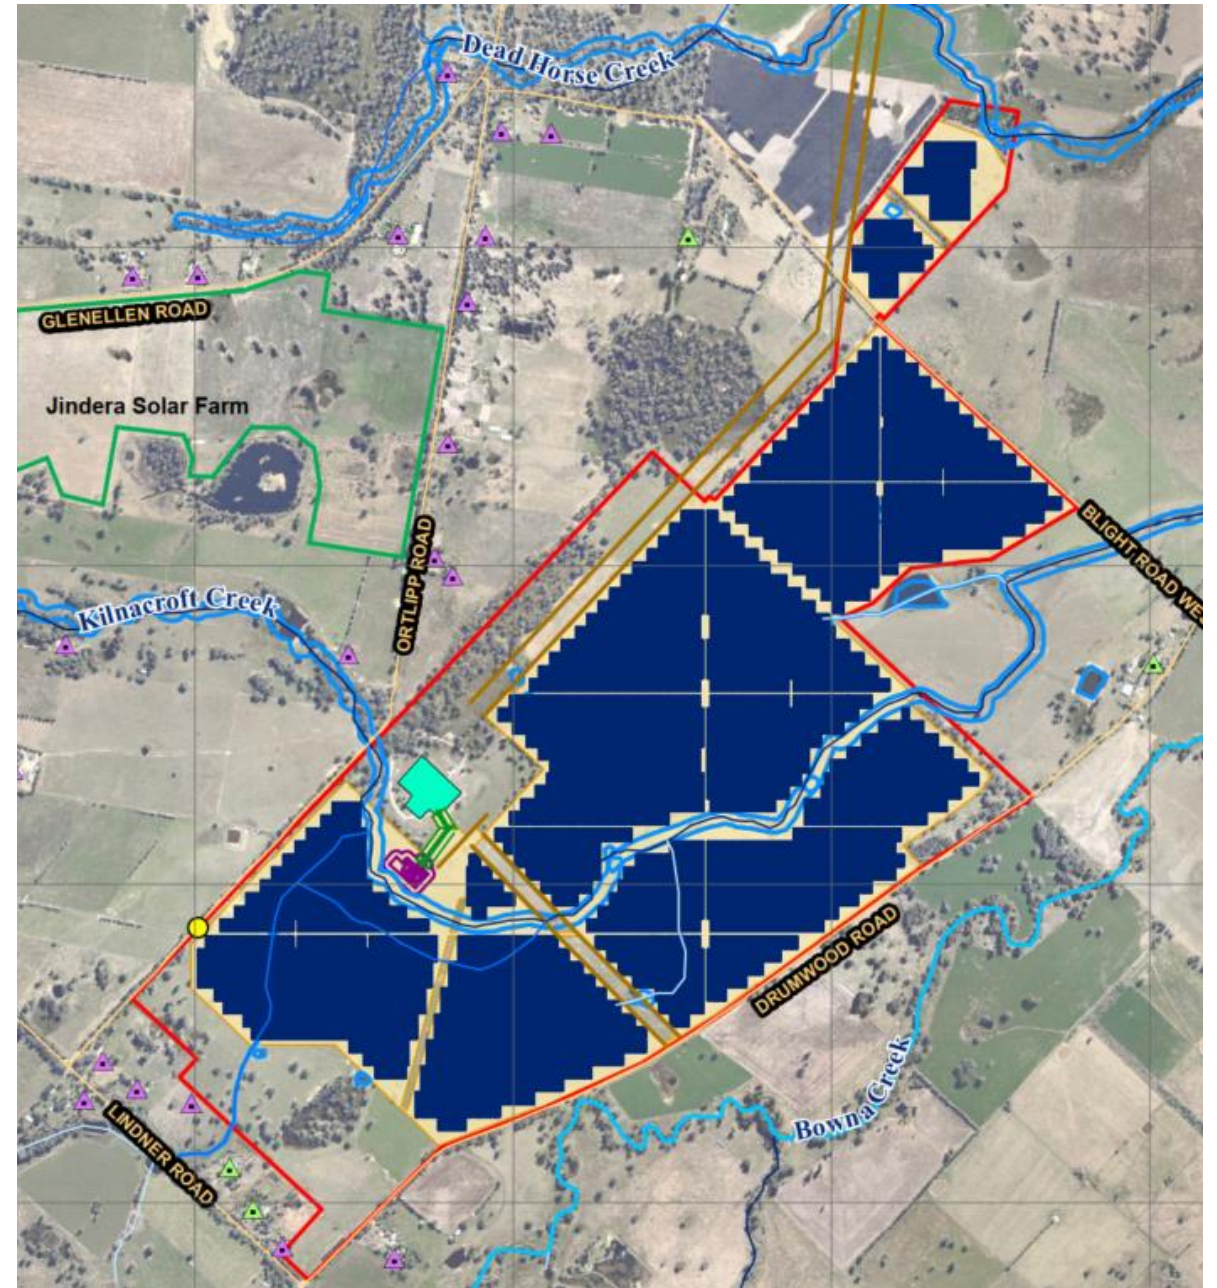 Dead Horse Creek
GLENELLEN ROAD
Jindera Solar Farm
BLIGHT ROAD WES
ORTLIPP ROAD
Kilnacroft Creek
DRUMWOOD ROAD
Bowna Creek
LINDNER ROAD